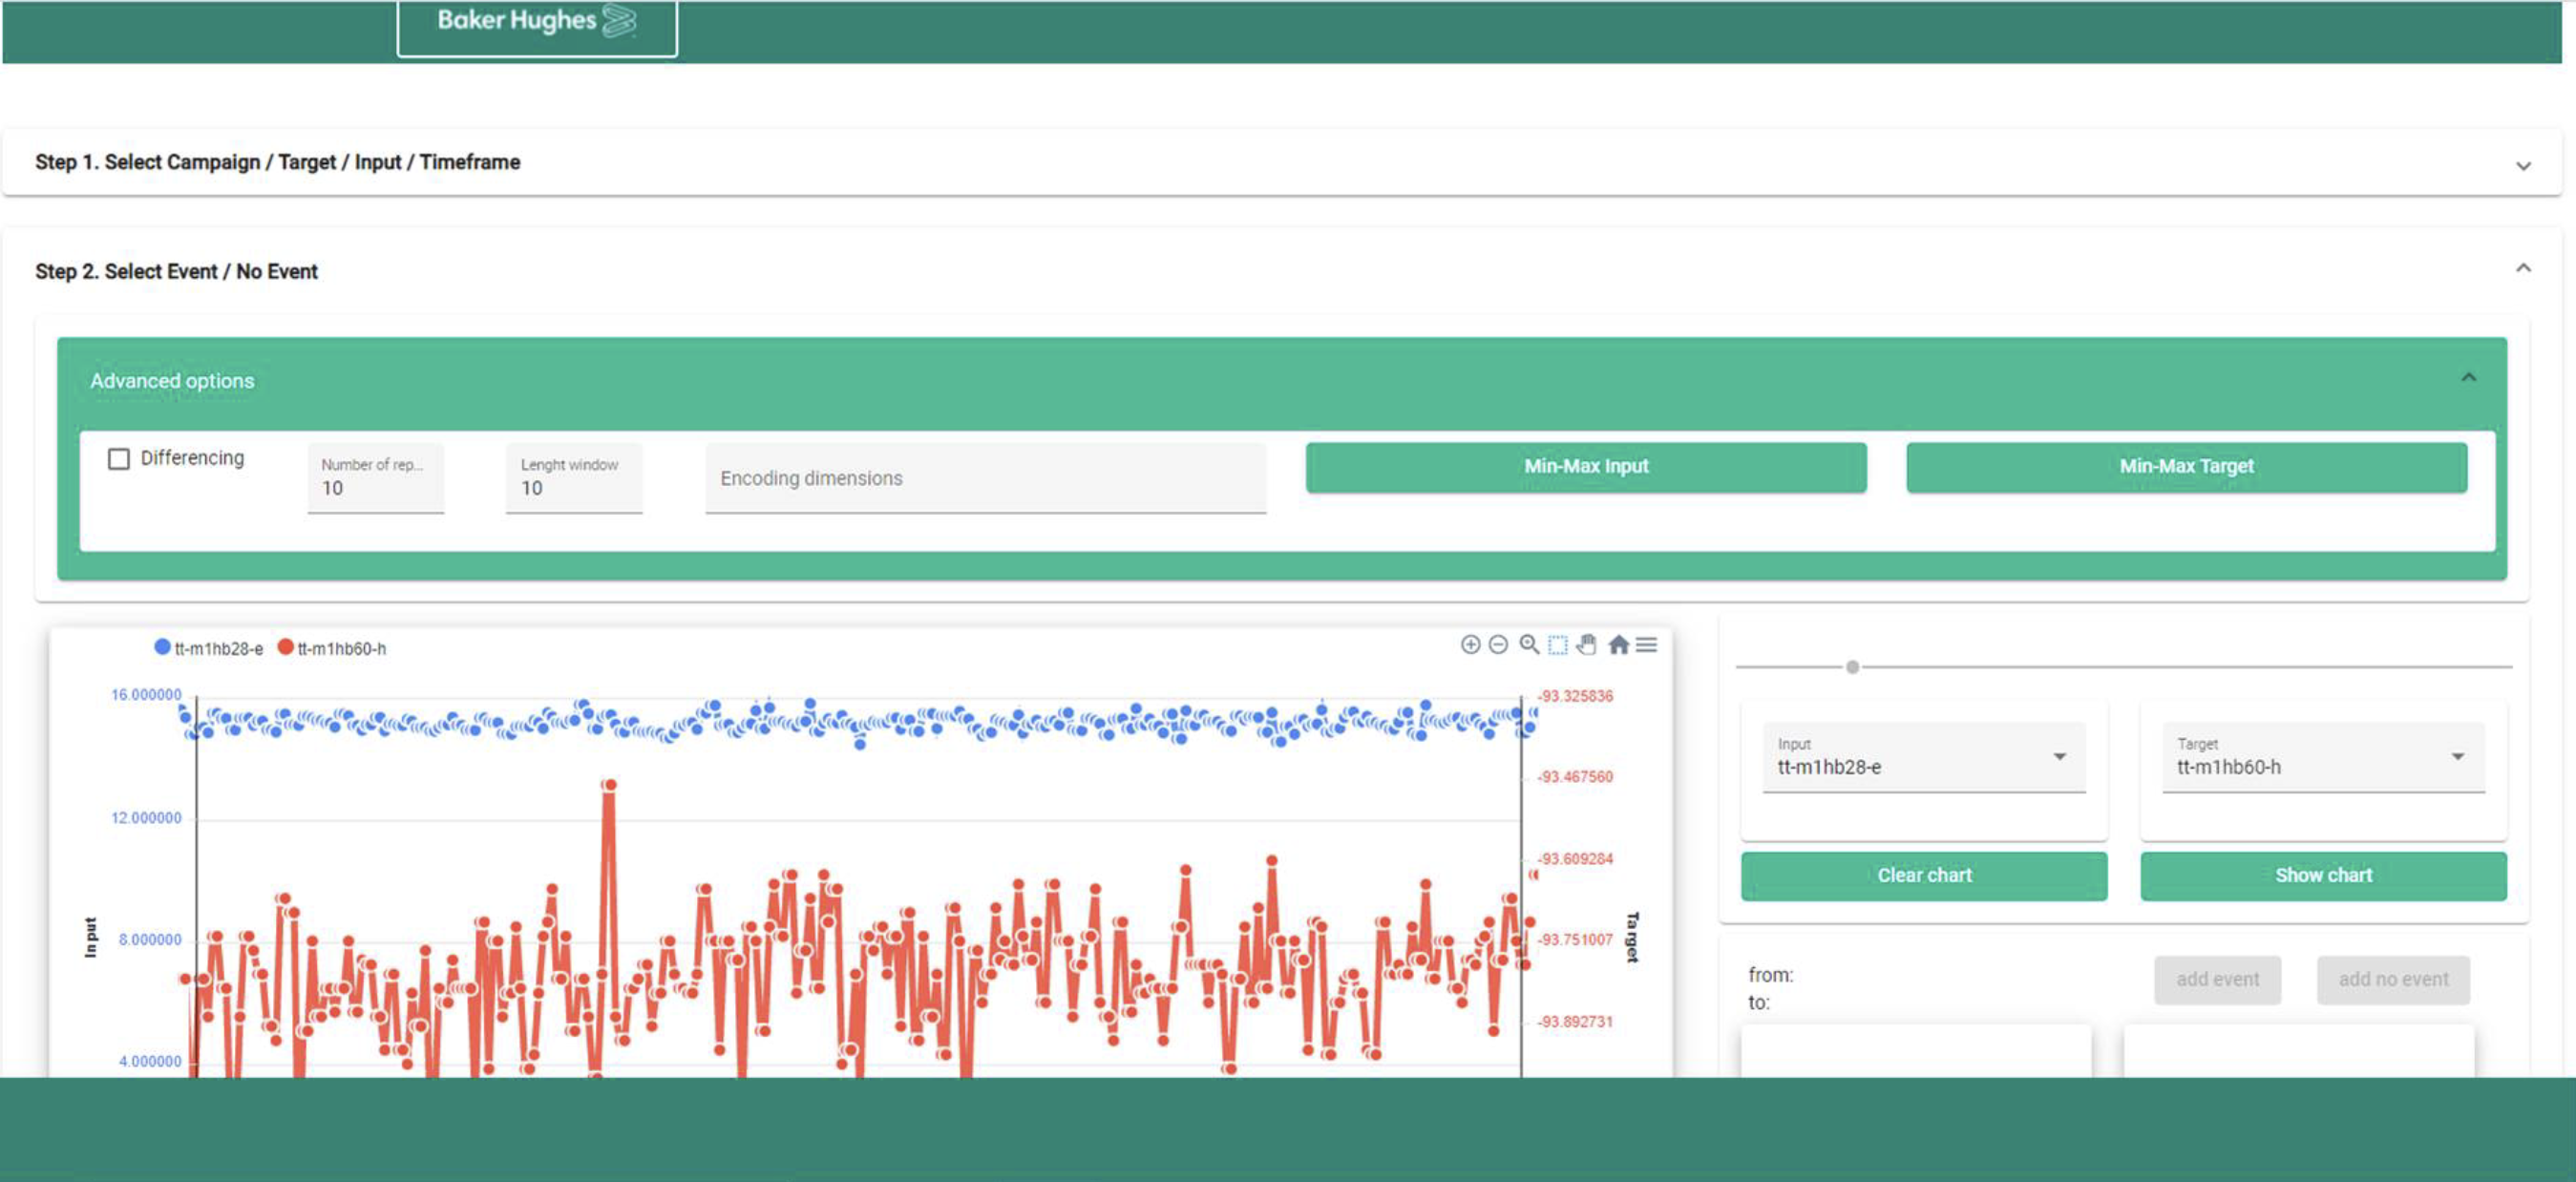 Baker Hughes
Step 1. Select Campaign / Target / Input / Timeframe
Step 2. Select Event / No Event
Advanced options
Differencing
Number of rep...
10
Lenght window
10
Encoding dimensions
Min-Max Input
Min-Max Target
tt-m1hb28-e
tt-m1hb60-h
16.000000
12.000000
8.000000
4.000000
Input
-93.325836
-93.467560
-93.609284
-93.751007
-93.892731
Target
Input
tt-m1hb28-e
Target
tt-m1hb60-h
Clear chart
Show chart
from:
to:
add event
add no event